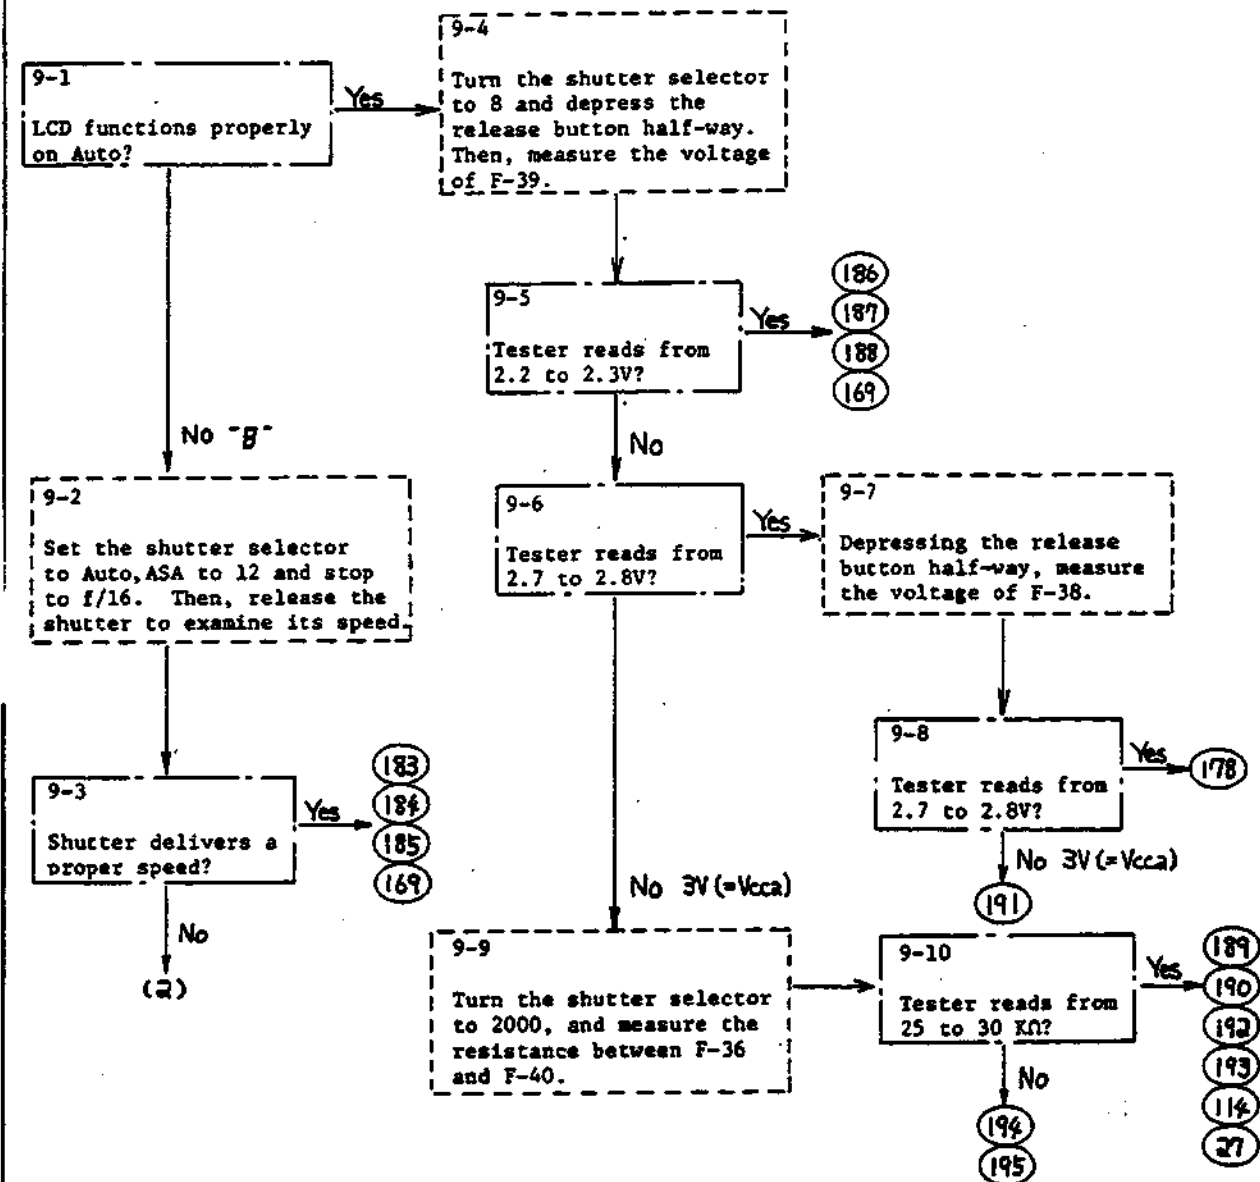 9-1
LCD functions properly
on Auto?
Yes
9-4
Turn the shutter selector
to 8 and depress the
release button half-way.
Then, measure the voltage
of F-39.
9-5
Tester reads from
2.2 to 2.3V?
Yes
186
187
188
169
No "8"
No
9-2
Set the shutter selector
to Auto, ASA to 12 and stop
to f/16. Then, release the
shutter to examine its speed.
9-6
Tester reads from
2.7 to 2.8V?
Yes
9-7
Depressing the release
button half-way, measure
the voltage of F-38.
9-3
Shutter delivers a
proper speed?
Yes
183
184
185
169
No
(2)
9-8
Tester reads from
2.7 to 2.8V?
Yes
178
No 3V (=Vcca)
191
No 3V (=Vcca)
9-9
Turn the shutter selector
to 2000, and measure the
resistance between F-36
and F-40.
9-10
Tester reads from
25 to 30 KΩ?
Yes
189
190
192
193
114
27
No
194
195